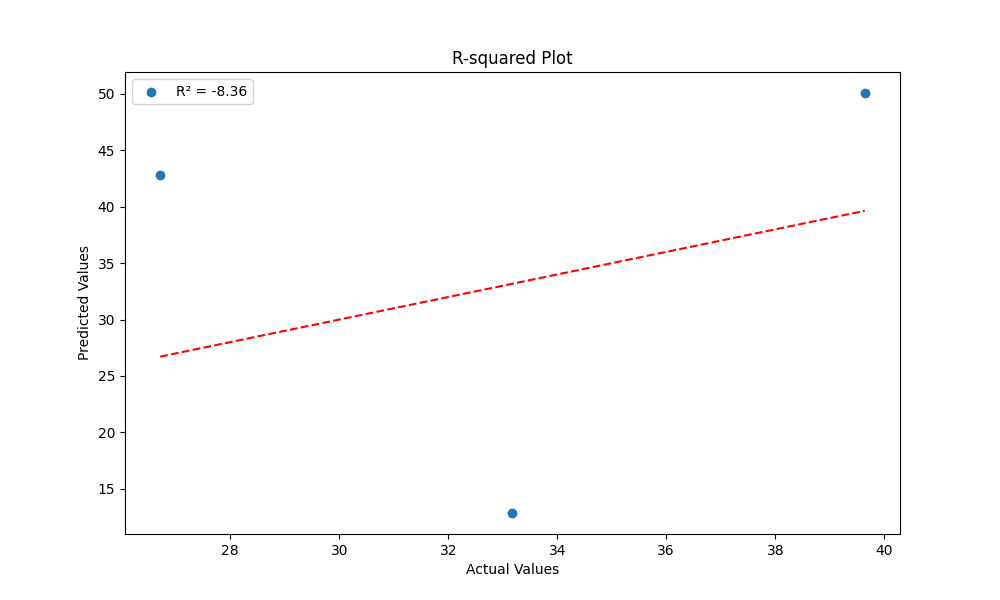 R-squared Plot
R² = -8.36
50
45
40
35
30
25
20
15
Predicted Values
28 30 32 34 36 38 40
Actual Values